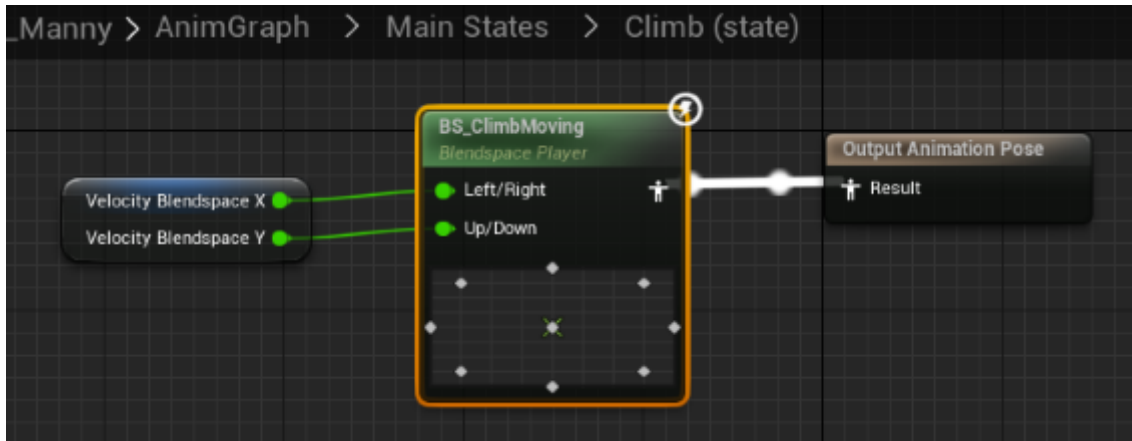 _Manny > AnimGraph > Main States > Climb (state)
BS_ClimbMoving
Blendspace Player
Velocity Blendspace X
Velocity Blendspace Y
Left/Right
Up/Down
Output Animation Pose
Result